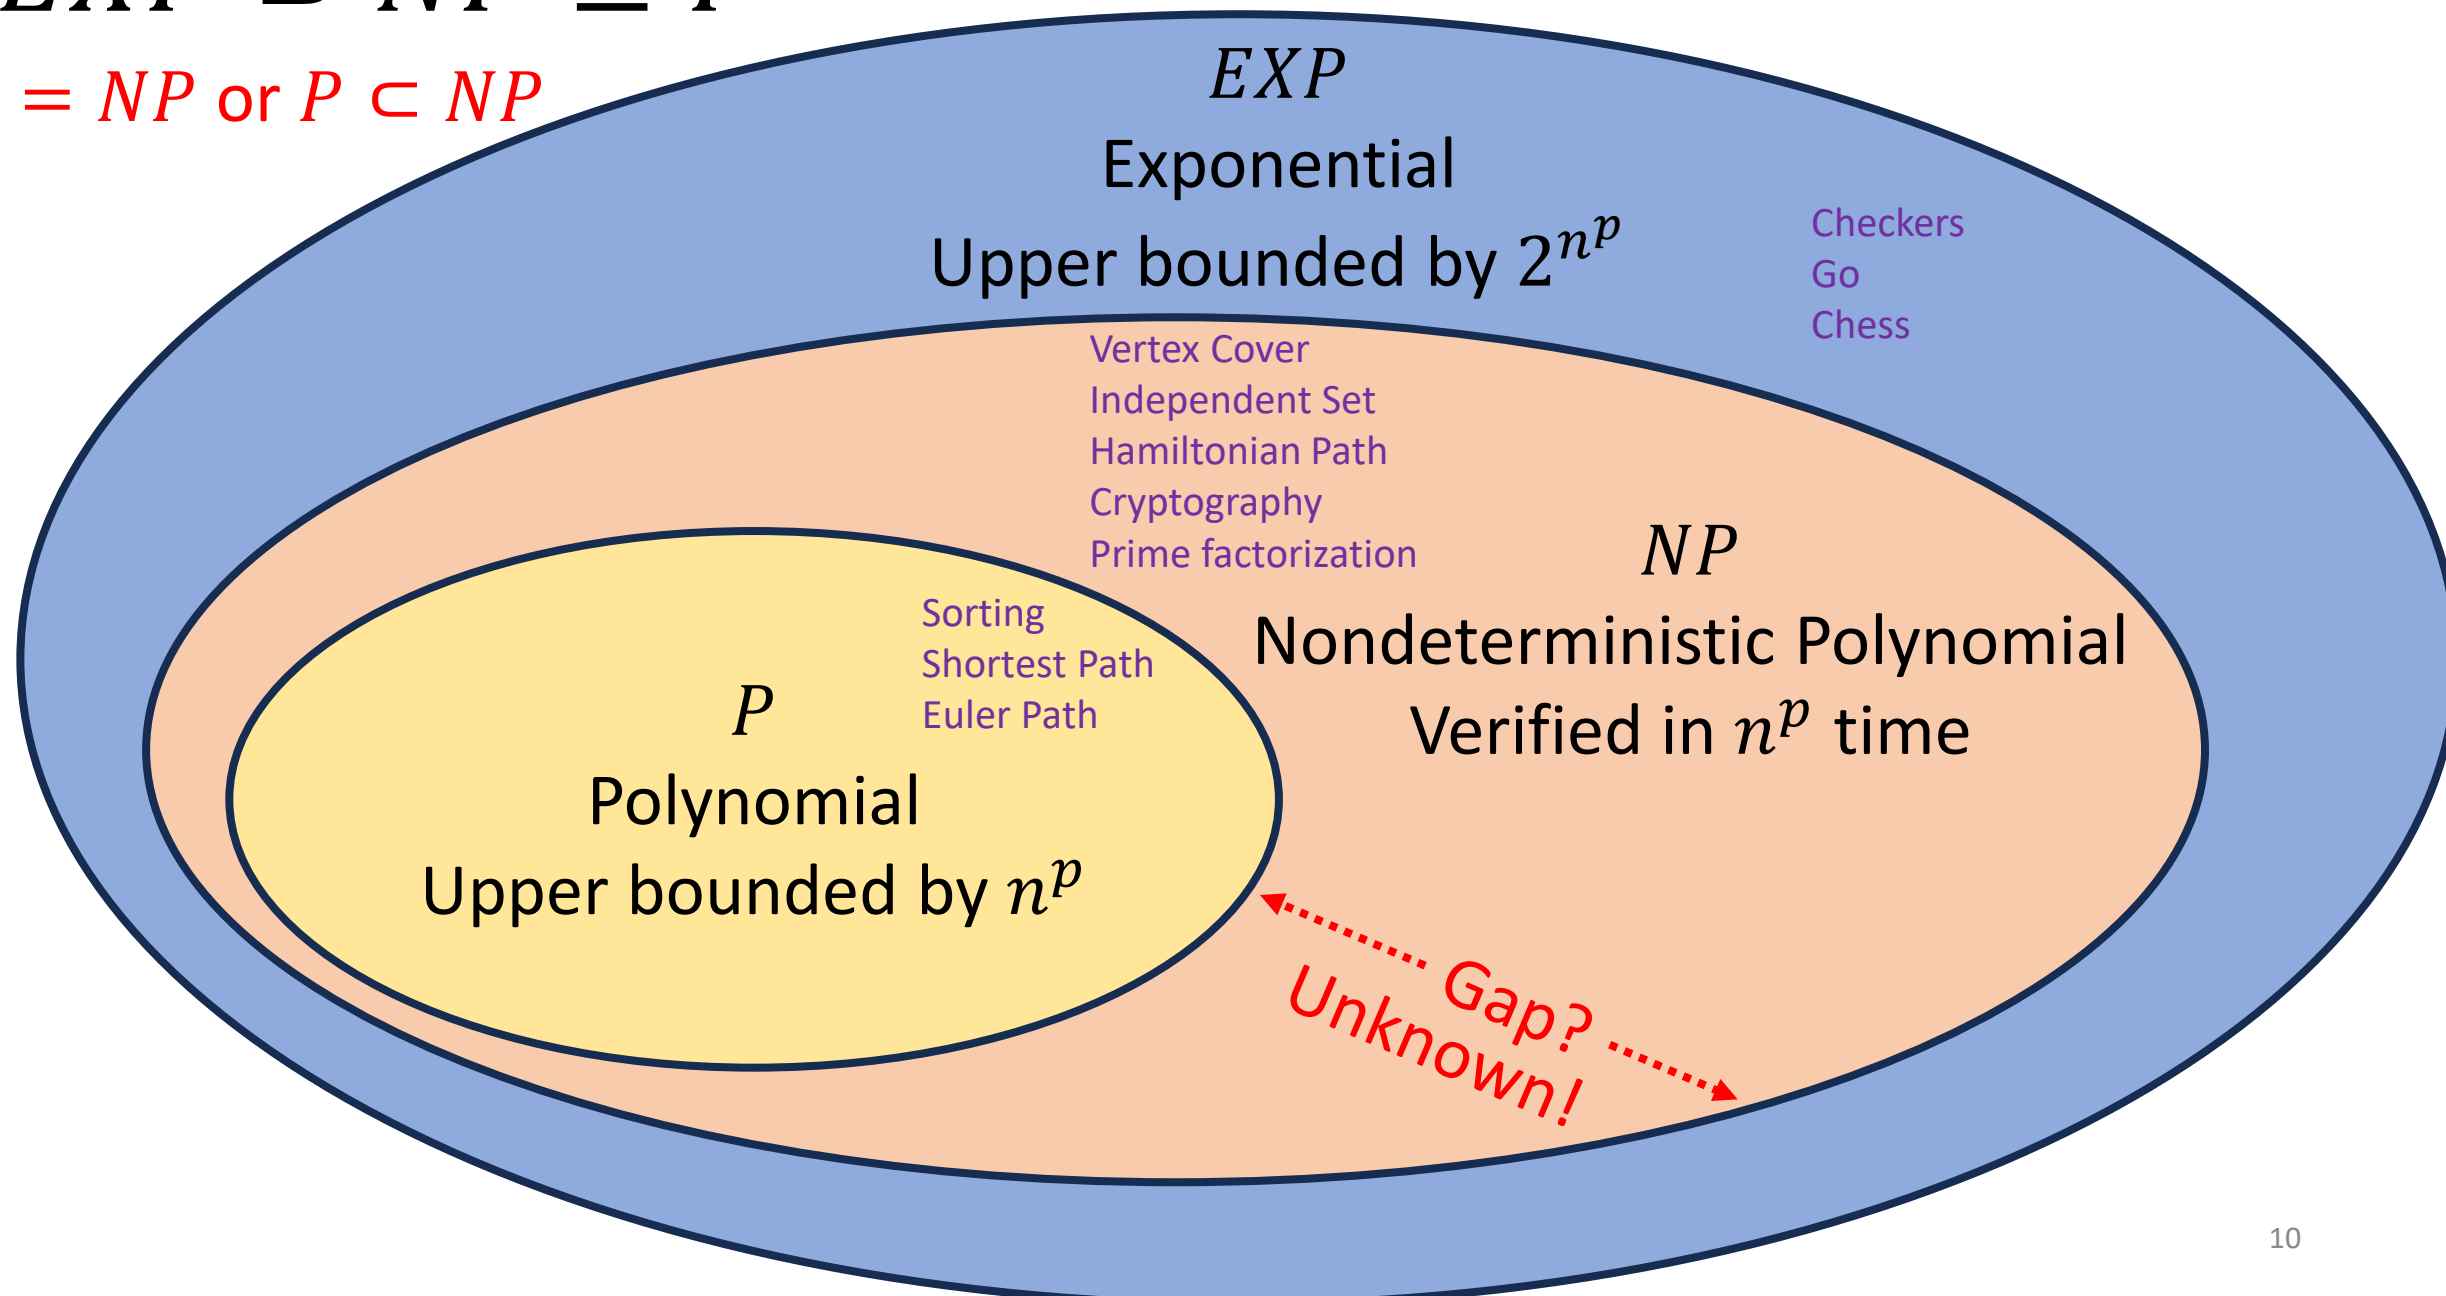 = NP or P ⊂ NP
EXP
Exponential
Upper bounded by 2^{n^p}
Checkers
Go
Chess
Vertex Cover
Independent Set
Hamiltonian Path
Cryptography
Prime factorization
NP
Nondeterministic Polynomial
Verified in n^p time
Sorting
Shortest Path
Euler Path
P
Polynomial
Upper bounded by n^p
Gap?
Unknown!
10